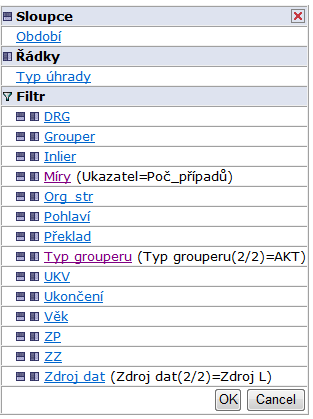 Sloupce
Období
Řádky
Typ úhrady
Filtr
DRG
Grouper
Inlier
Míry (Ukazatel=Poč_případů)
Org_str
Pohlaví
Překlad
Typ grouperu (Typ grouperu(2/2)=AKT)
UKV
Ukončení
Věk
ZP
ZZ
Zdroj dat (Zdroj dat(2/2)=Zdroj L)
OK Cancel